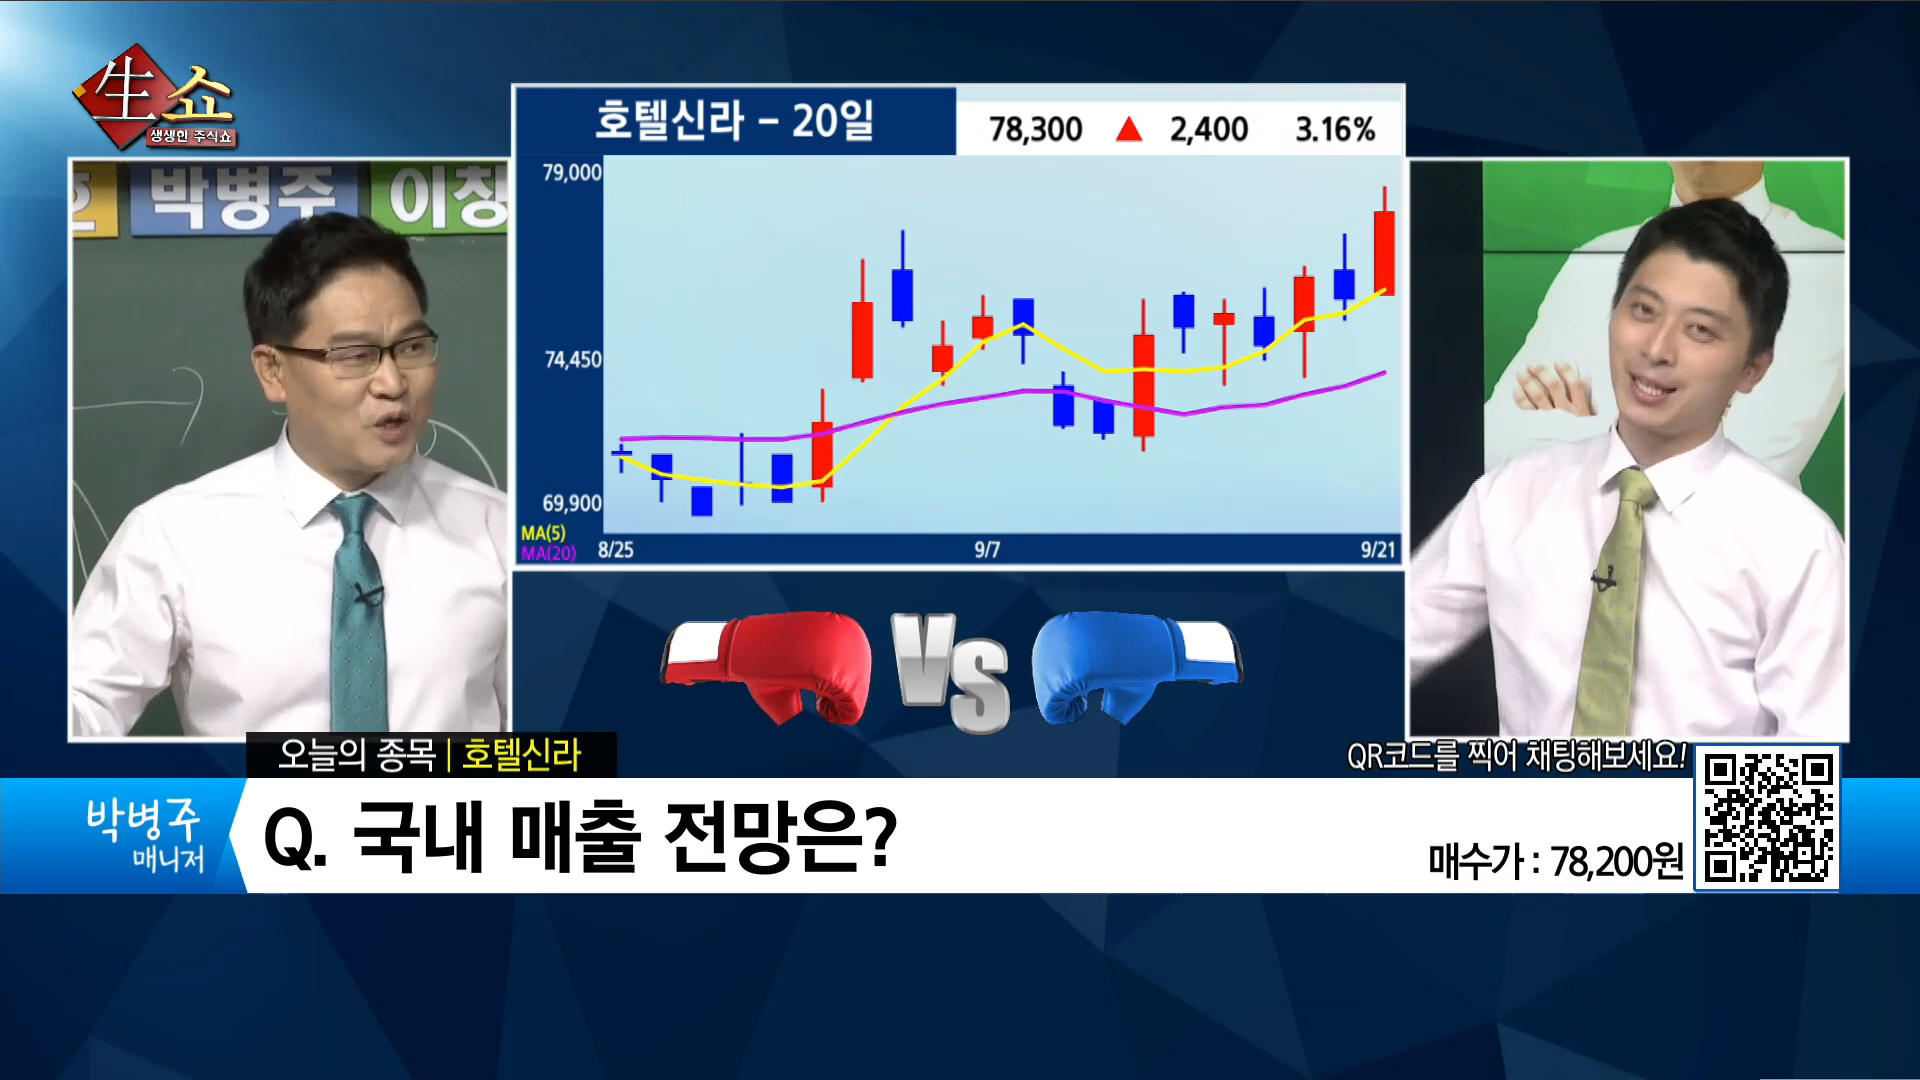 生쇼
생생한 주식쇼
호텔신라 - 20일
78,300 ▲ 2,400 3.16%
박병주
이창
79,000
74,450
69,900
MA(5)
MA(20)
8/25
9/7
9/21
Vs
오늘의 종목 | 호텔신라
QR코드를 찍어 채팅해보세요!
박병주
매니저
Q. 국내 매출 전망은?
매수가 : 78,200원